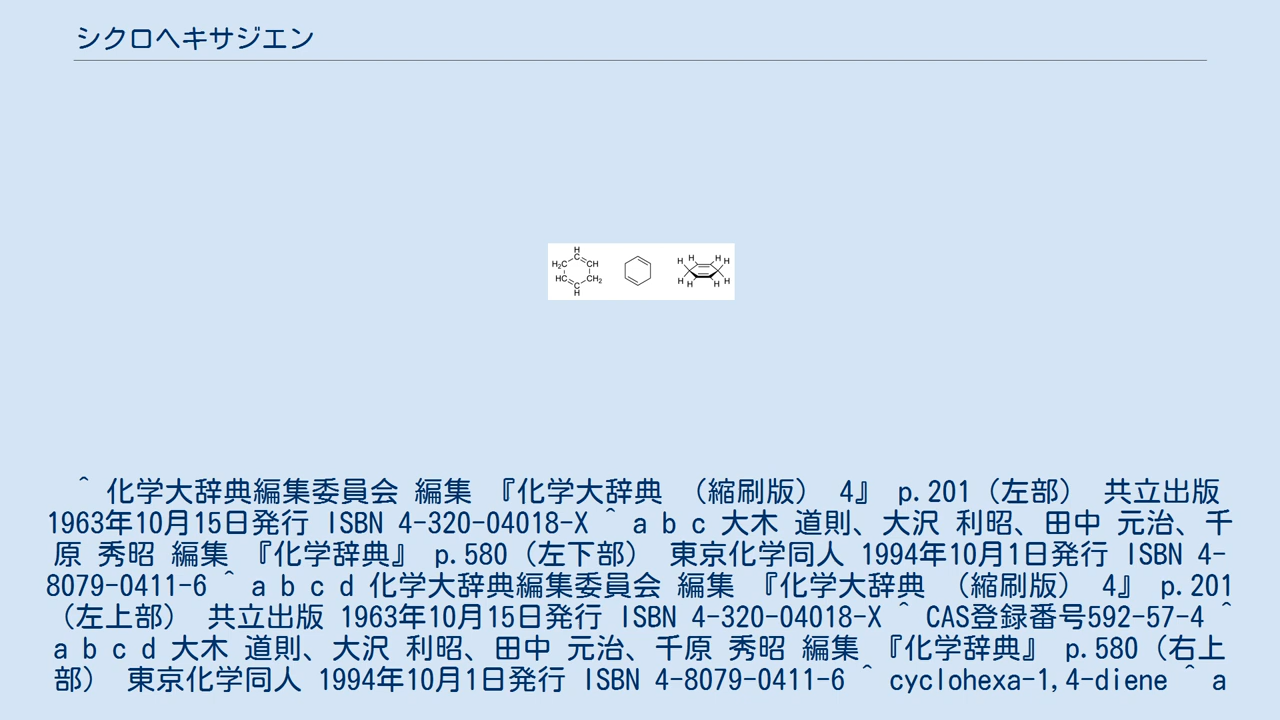 シクロヘキサジエン
H
H₂C CH
HC CH₂
C
H
H H H H
H H H H
^ 化学大辞典編集委員会 編集 『化学大辞典 （縮刷版） 4』 p.201（左部） 共立出版
1963年10月15日発行 ISBN 4-320-04018-X ^ a b c 大木 道則、大沢 利昭、田中 元治、千
原 秀昭 編集 『化学辞典』 p.580（左下部） 東京化学同人 1994年10月1日発行 ISBN 4-
8079-0411-6 ^ a b c d 化学大辞典編集委員会 編集 『化学大辞典 （縮刷版） 4』 p.201
（左上部） 共立出版 1963年10月15日発行 ISBN 4-320-04018-X ^ CAS登録番号592-57-4 ^
a b c d 大木 道則、大沢 利昭、田中 元治、千原 秀昭 編集 『化学辞典』 p.580（右上
部） 東京化学同人 1994年10月1日発行 ISBN 4-8079-0411-6 ^ cyclohexa-1,4-diene ^ a